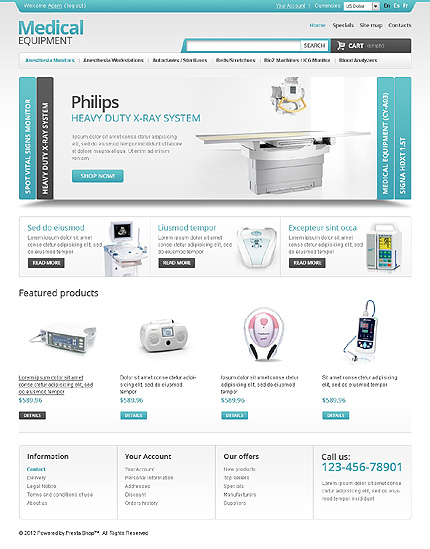 Welcome Adam (logout)
Your Account | Currencies US Dollar En Es Fr
Medical
EQUIPMENT
Home Specials Site map Contacts
SEARCH
CART (empty)
Anesthesia Monitors | Anesthesia Workstations | Autoclaves / Sterilizers | Beds/Stretchers | BioZ Machines / ICG Monitor | Blood Analyzers
SPOT VITAL SIGNS MONITOR
HEAVY DUTY X-RAY SYSTEM
Philips
HEAVY DUTY X-RAY SYSTEM
Ipsum dolor sit amet conse ctetur adipisicing
elit, sed do eiusmod tempor incididunt ut labore
et dolore magna aliqua. Ut enim ad minim
veniam.
SHOP NOW!
MEDICAL EQUIPMENT (CY-A03)
SIGNA HDXT 1.5T
Sed do eiusmod
Lorem ipsum dolor sit amet
conse ctetur adipisicing elit, sed
do eiusmod tempor
READ MORE
Liusmod tempor
Lorem ipsum dolor sit amet
conse ctetur adipisicing elit, sed
do eiusmod tempor
READ MORE
Excepteur sint occa
Lorem ipsum dolor sit amet
conse ctetur adipisicing elit, sed
do eiusmod tempor
READ MORE
Featured products
Lorem ipsum dolor sit amet
conse ctetur adipisicing elit, sed
do eiusmod tempor
$589.96
DETAILS
Dolor sit amet conse ctetur adipi-
sicing elit, sed do eiusmod
tempor
$589.96
DETAILS
Ipsum dolor sit amet conse ctetur
adipisicing elit, sed do eiusmod
tempor
$589.96
DETAILS
Sit amet conse ctetur adipisicing
elit, sed do eiusmod tempor
$589.96
DETAILS
Information
Contact
Delivery
Legal Notice
Terms and conditions of use
About us
Your Account
Your Account
Personal information
Addresses
Discount
Orders history
Our offers
New products
Top sellers
Specials
Manufacturers
Suppliers
Call us:
123-456-78901
Lorem ipsum dolor sit amet
conse ctetur adipisicing elit, sed do eius-
mod tempor incididunt
© 2012 Powered by Presta Shop™. All Rights Reserved